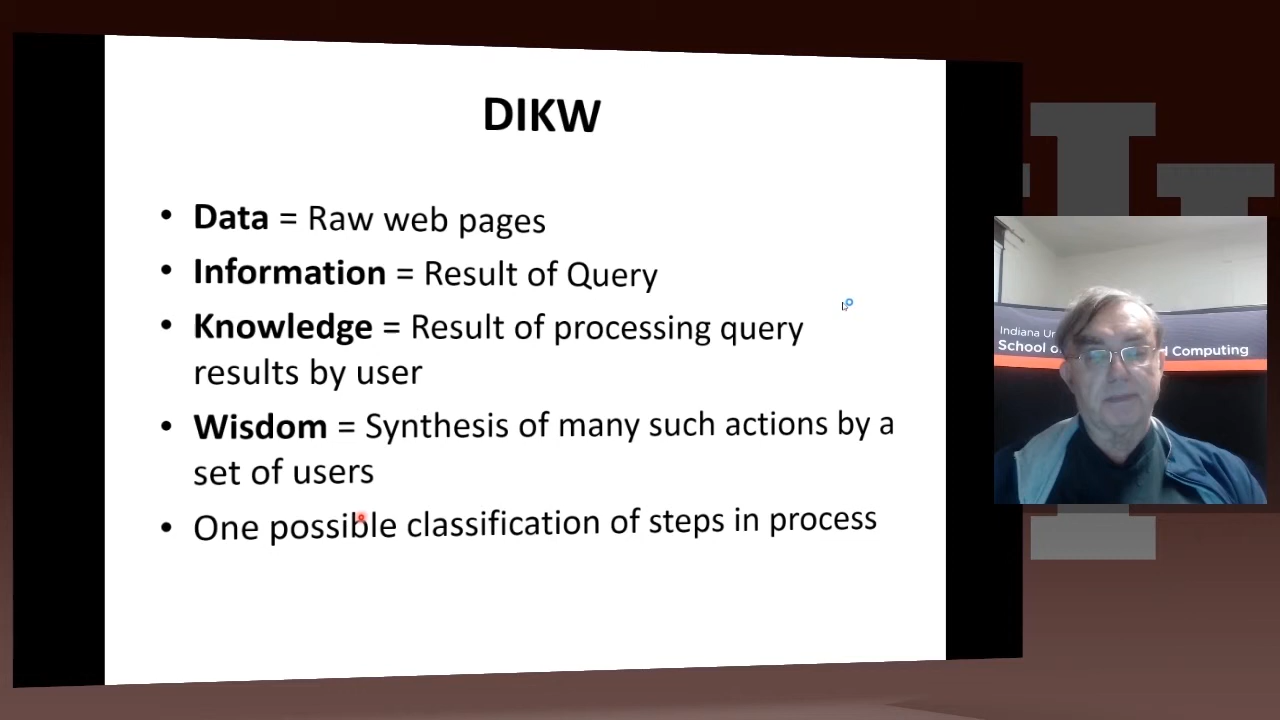 DIKW
• Data = Raw web pages
• Information = Result of Query
• Knowledge = Result of processing query
results by user
• Wisdom = Synthesis of many such actions by a
set of users
• One possible classification of steps in process
Indiana
School of Computing